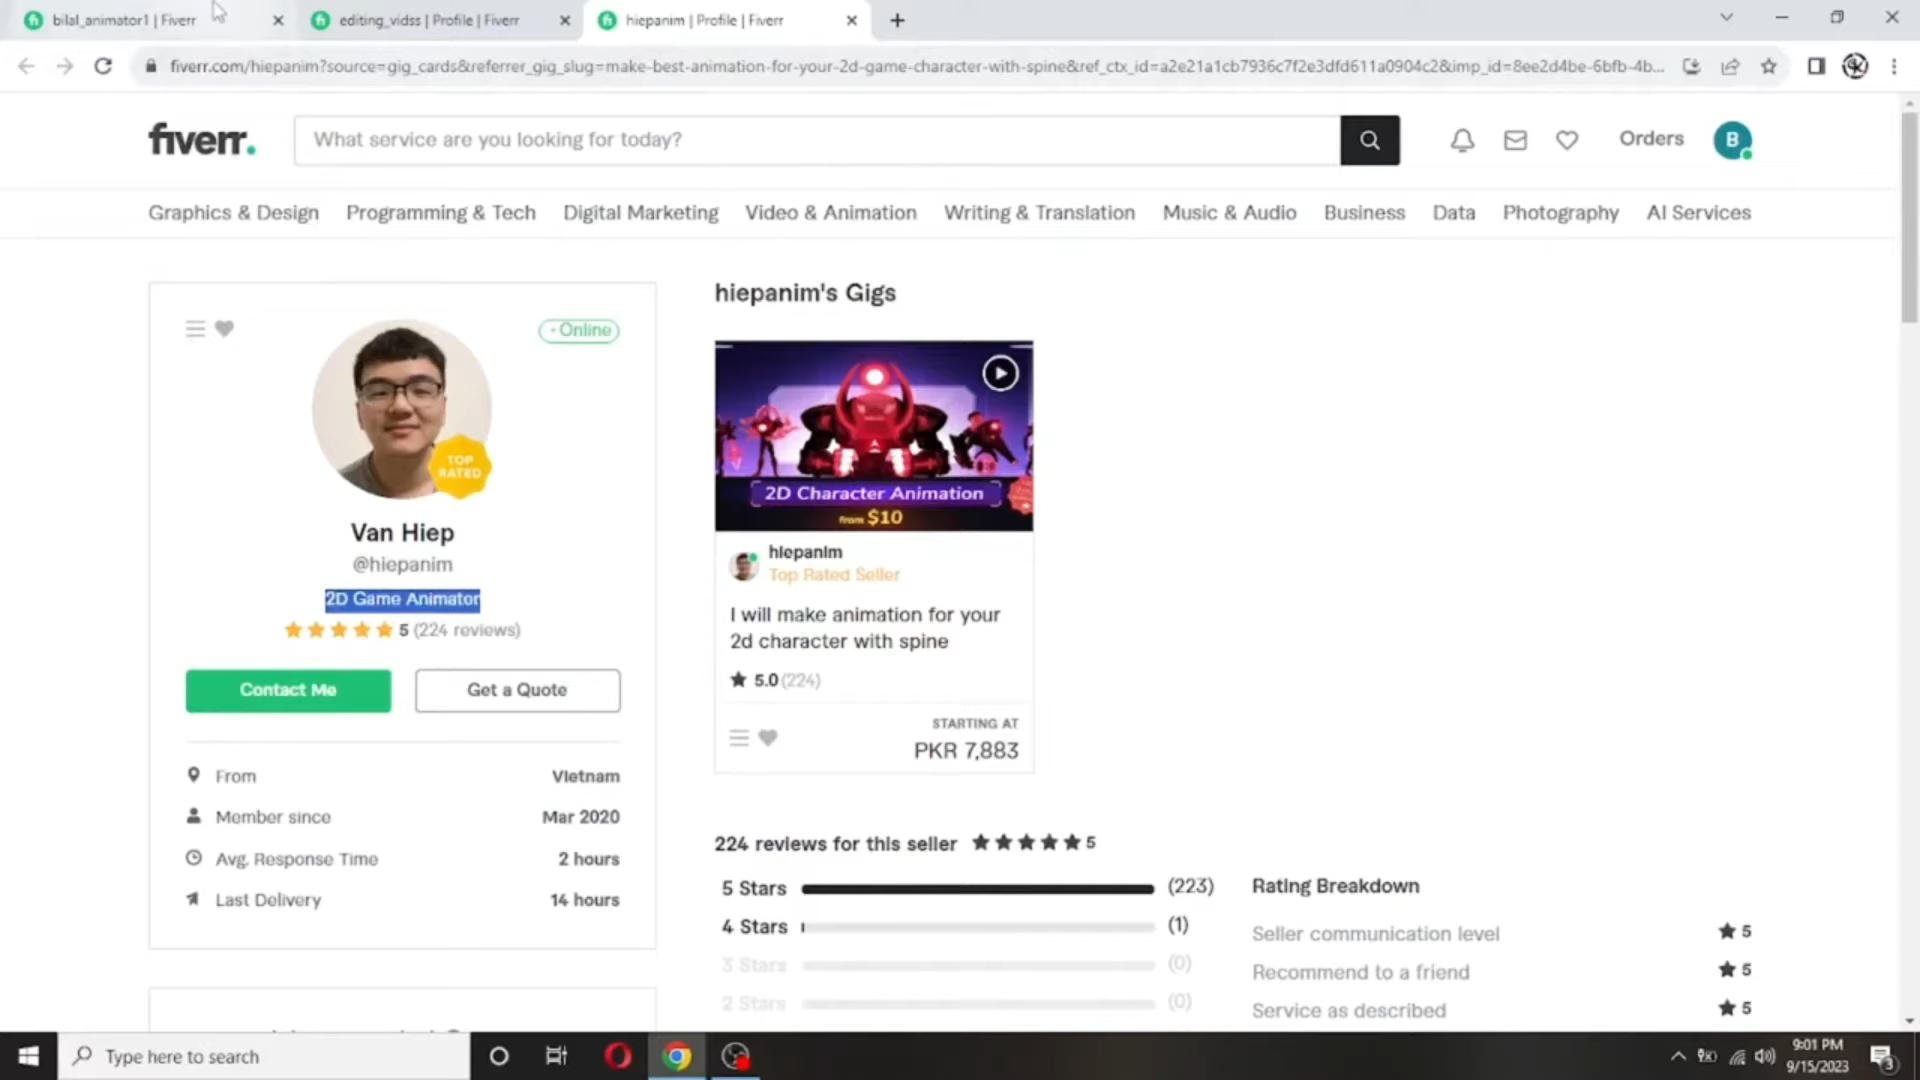 bilal_animator1 | Fiverr
editing_vidss | Profile | Fiverr
hiepanim | Profile | Fiverr
fiverr.com/hiepanim?source=gig_cards&referrer_gig_slug=make-best-animation-for-your-2d-game-character-with-spine&ref_ctx_id=a2e21a1cb7936c7f2e3dfd611a0904c2&imp_id=8ee2d4be-6bfb-4b...
fiverr.
What service are you looking for today?
Orders
B
Graphics & Design
Programming & Tech
Digital Marketing
Video & Animation
Writing & Translation
Music & Audio
Business
Data
Photography
AI Services
Online
TOP
RATED
Van Hiep
@hiepanim
2D Game Animator
5 (224 reviews)
Contact Me
Get a Quote
From Vietnam
Member since Mar 2020
Avg. Response Time 2 hours
Last Delivery 14 hours
hiepanim's Gigs
2D Character Animation
from $10
hiepanim
Top Rated Seller
I will make animation for your
2d character with spine
5.0 (224)
STARTING AT
PKR 7,883
224 reviews for this seller 5
5 Stars (223)
4 Stars (1)
3 Stars (0)
2 Stars (0)
Rating Breakdown
Seller communication level 5
Recommend to a friend 5
Service as described 5
Type here to search
9:01 PM
9/15/2023
3